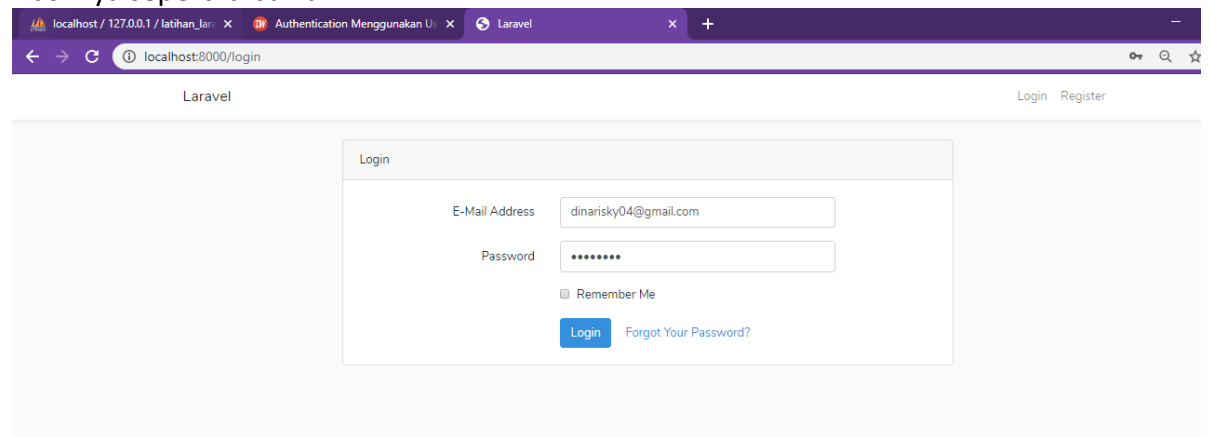 localhost / 127.0.0.1 / latihan_lara
Authentication Menggunakan Us
Laravel
localhost:8000/login
Laravel
Login Register
Login
E-Mail Address dinarisky04@gmail.com
Password ••••••••
Remember Me
Login Forgot Your Password?